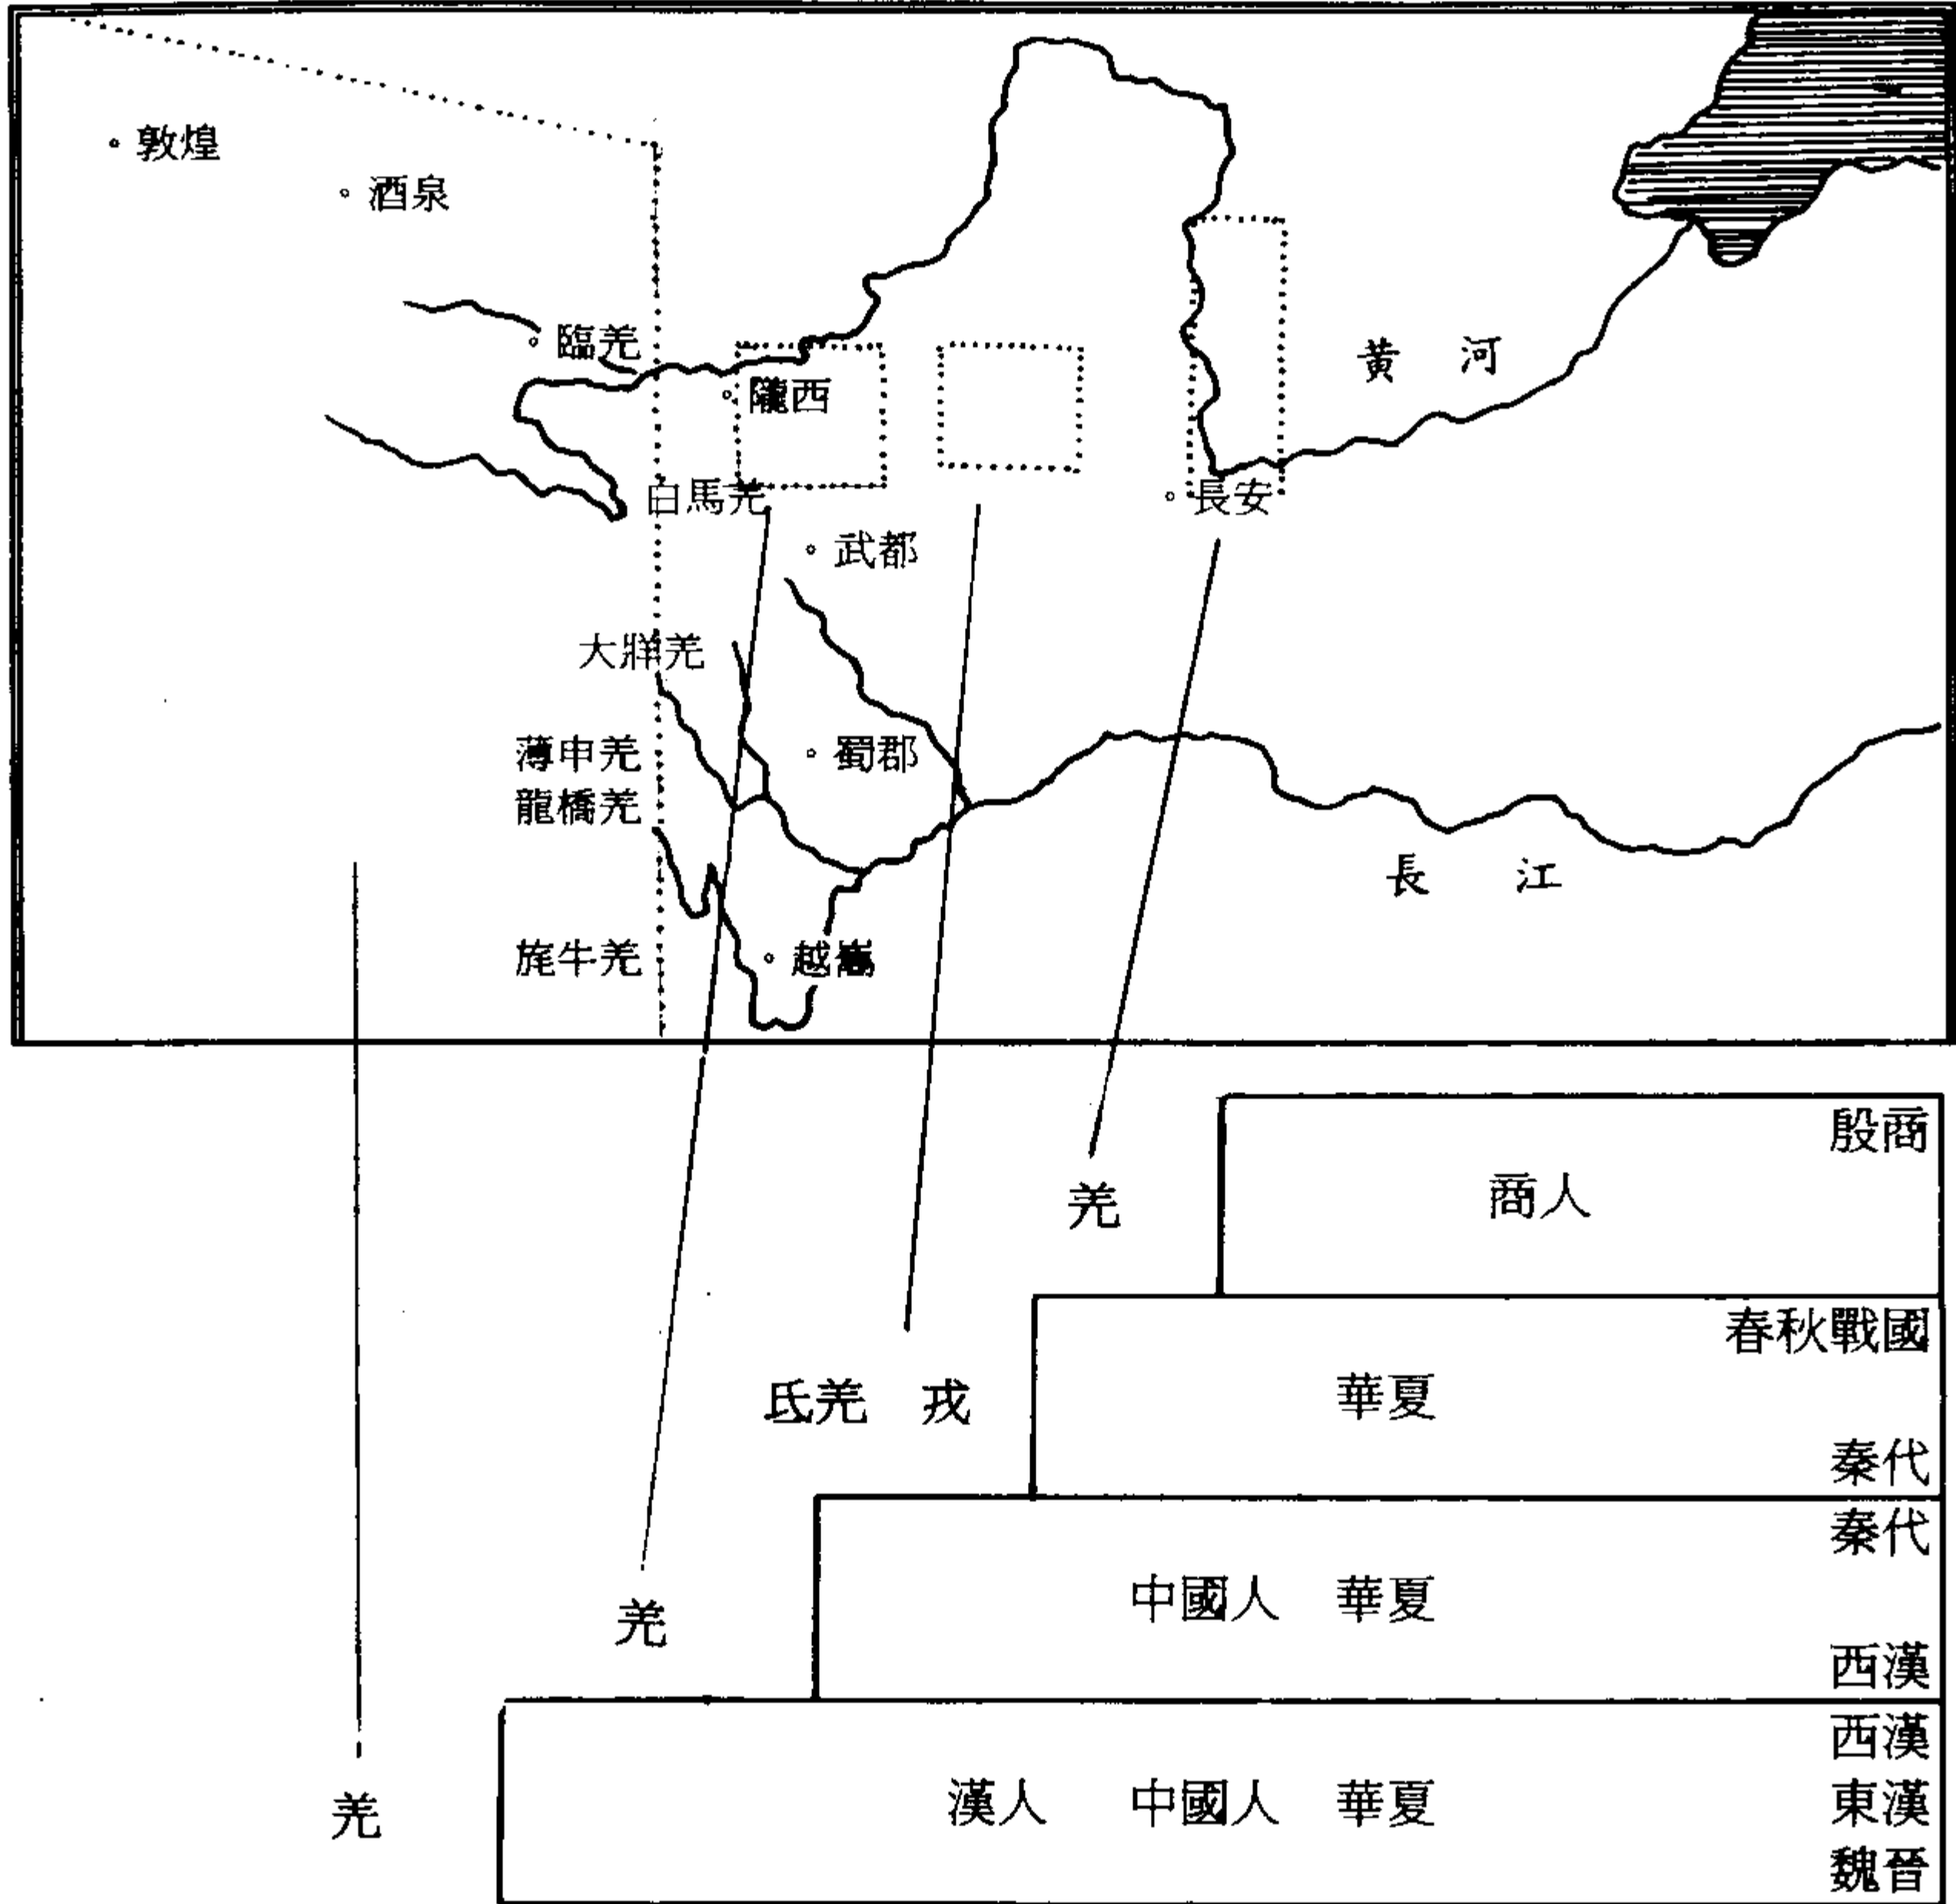 敦煌
酒泉
臨羌
黃河
隴西
白馬羌
長安
武都
大牂羌
薄申羌
蜀郡
龍橋羌
長江
旄牛羌
越巂
殷商
羌
商人
春秋戰國
氐羌 戎
華夏
秦代
秦代
羌
中國人 華夏
西漢
西漢
羌
漢人 中國人 華夏
東漢
魏晉